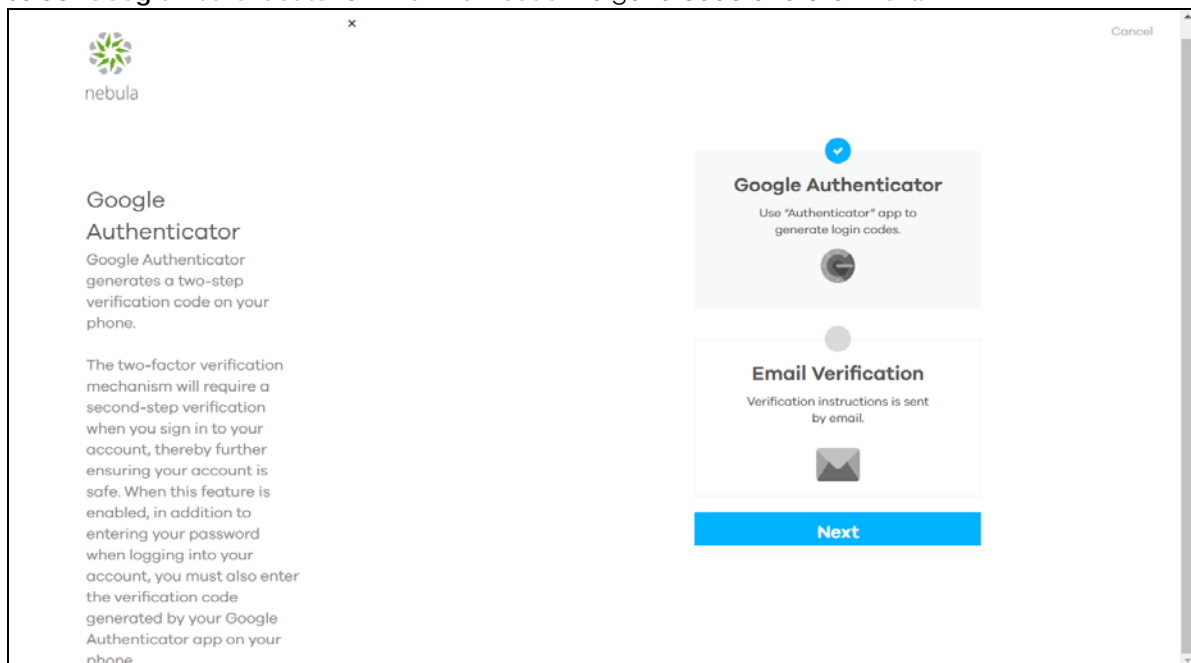 Cancel
nebula
Google
Authenticator
Google Authenticator
generates a two-step
verification code on your
phone.
The two-factor verification
mechanism will require a
second-step verification
when you sign in to your
account, thereby further
ensuring your account is
safe. When this feature is
enabled, in addition to
entering your password
when logging into your
account, you must also enter
the verification code
generated by your Google
Authenticator app on your
phone
Google Authenticator
Use "Authenticator" app to
generate login codes.
Email Verification
Verification instructions is sent
by email.
Next